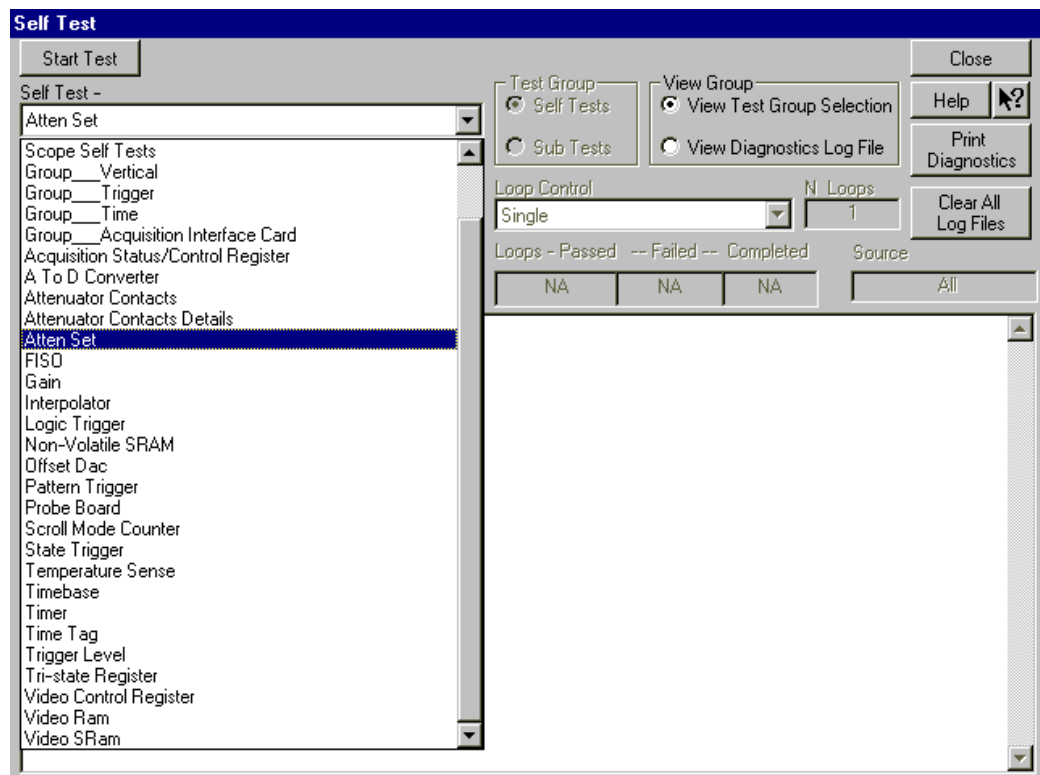 Self Test
Start Test
Close
Self Test -
Atten Set
Test Group
Self Tests
Sub Tests
View Group
View Test Group Selection
View Diagnostics Log File
Help
?
Print
Diagnostics
Clear All
Log Files
Loop Control
N Loops
Single
1
Loops - Passed -- Failed -- Completed
Source
NA
NA
NA
All
Scope Self Tests
Group___Vertical
Group___Trigger
Group___Time
Group___Acquisition Interface Card
Acquisition Status/Control Register
A To D Converter
Attenuator Contacts
Attenuator Contacts Details
Atten Set
FISO
Gain
Interpolator
Logic Trigger
Non-Volatile SRAM
Offset Dac
Pattern Trigger
Probe Board
Scroll Mode Counter
State Trigger
Temperature Sense
Timebase
Timer
Time Tag
Trigger Level
Tri-state Register
Video Control Register
Video Ram
Video SRam